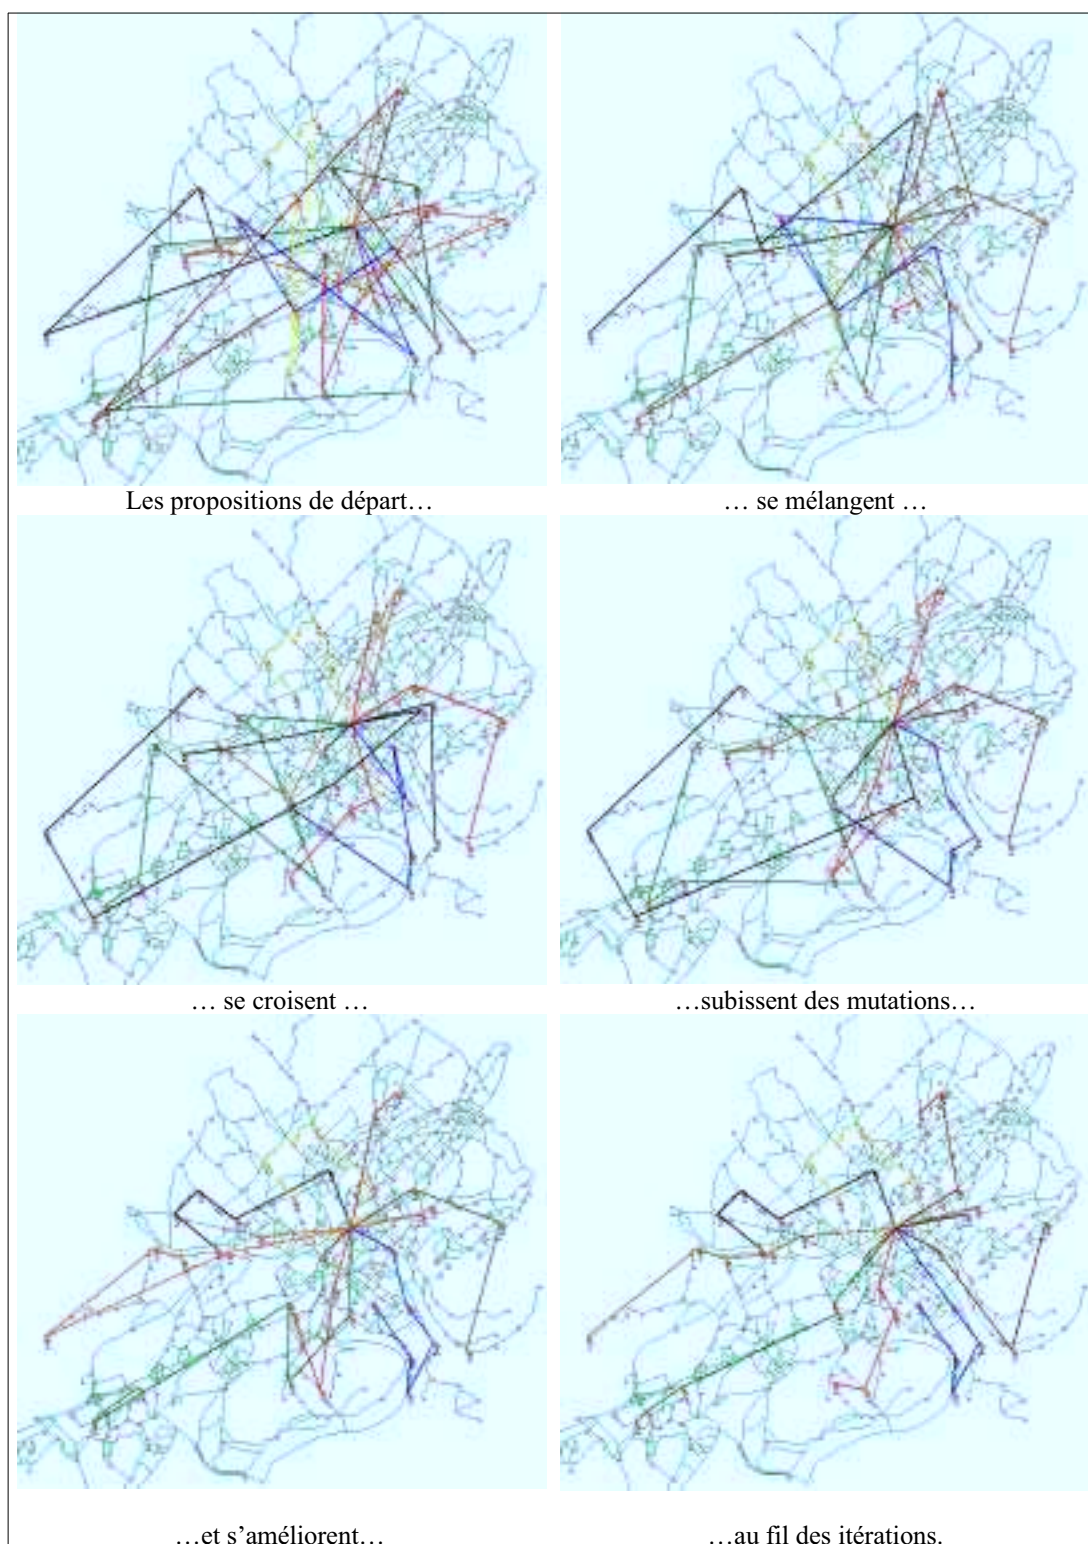 Les propositions de départ…
… se mélangent …
… se croisent …
…subissent des mutations…
…et s’améliorent…
…au fil des itérations.